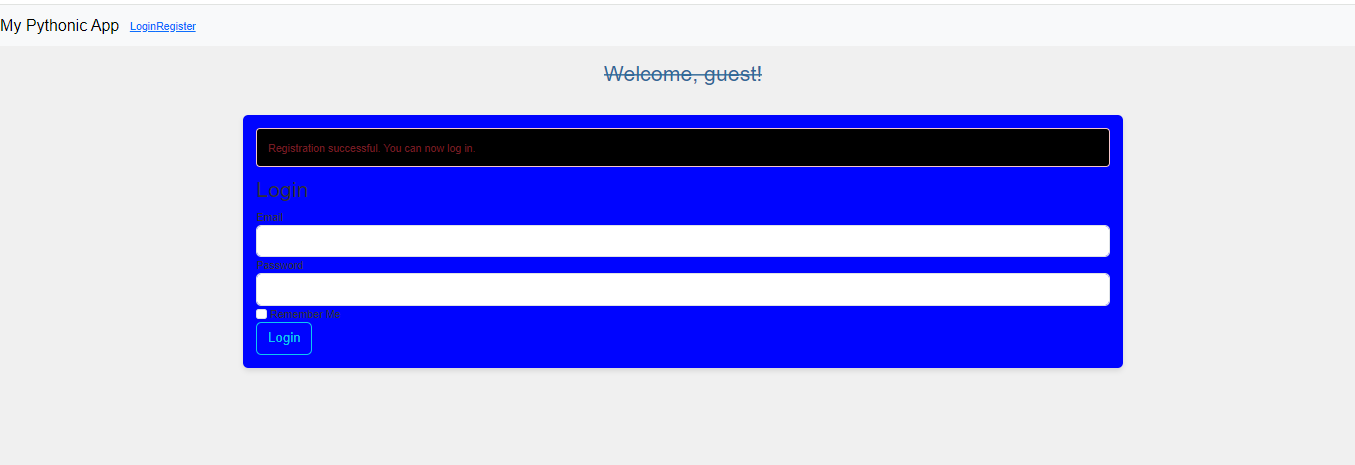 My Pythonic App LoginRegister
Welcome, guest!
Registration successful. You can now log in.
Login
Email
Password
Remember Me
Login